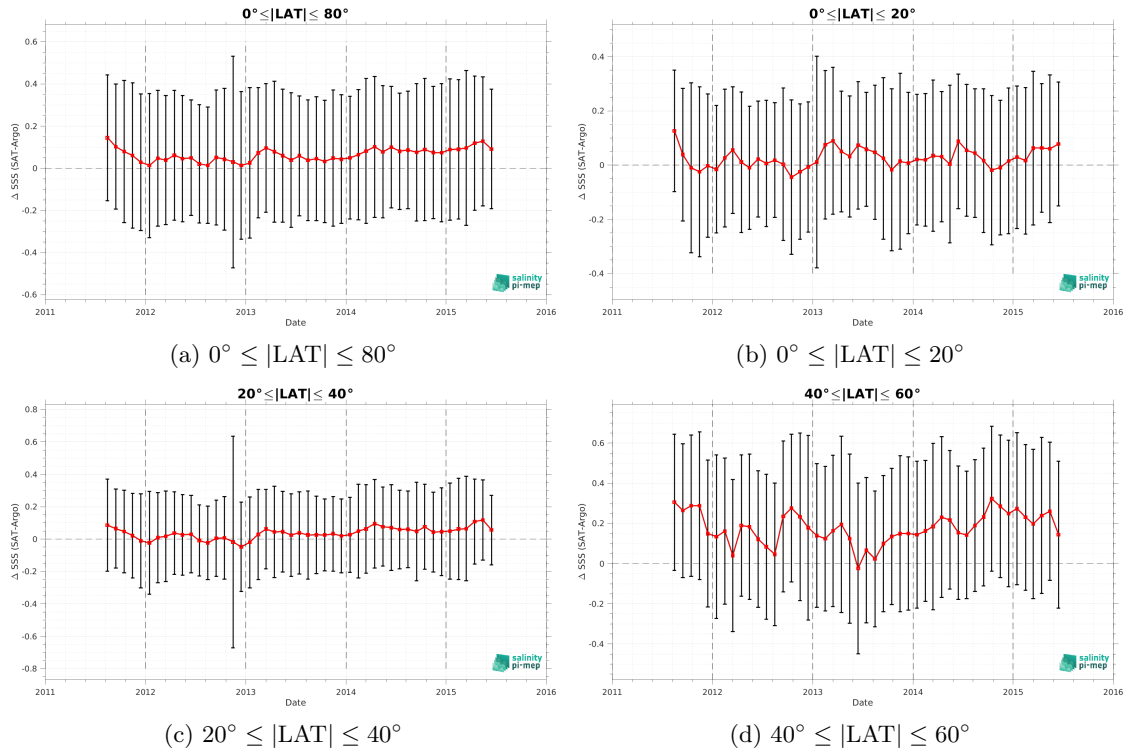 0°≤|LAT|≤ 80°
Δ SSS (SAT-Argo)
0.6
0.4
0.2
0
-0.2
-0.4
-0.6
2011 2012 2013 2014 2015 2016
Date
salinity
pi-mep
(a) 0° ≤ |LAT| ≤ 80°
0°≤|LAT|≤ 20°
Δ SSS (SAT-Argo)
0.4
0.2
0
-0.2
-0.4
2011 2012 2013 2014 2015 2016
Date
salinity
pi-mep
(b) 0° ≤ |LAT| ≤ 20°
20°≤|LAT|≤ 40°
Δ SSS (SAT-Argo)
0.8
0.6
0.4
0.2
0
-0.2
-0.4
-0.6
-0.8
2011 2012 2013 2014 2015 2016
Date
salinity
pi-mep
(c) 20° ≤ |LAT| ≤ 40°
40°≤|LAT|≤ 60°
Δ SSS (SAT-Argo)
0.6
0.4
0.2
0
-0.2
-0.4
2011 2012 2013 2014 2015 2016
Date
salinity
pi-mep
(d) 40° ≤ |LAT| ≤ 60°